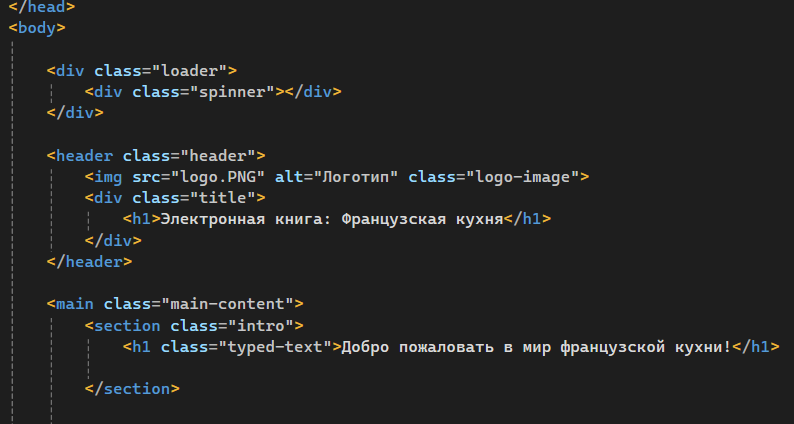 </head>
<body>
<div class="loader">
<div class="spinner"></div>
</div>
<header class="header">
<img src="logo.PNG" alt="Логотип" class="logo-image">
<div class="title">
<h1>Электронная книга: Французская кухня</h1>
</div>
</header>
<main class="main-content">
<section class="intro">
<h1 class="typed-text">Добро пожаловать в мир французской кухни!</h1>
</section>